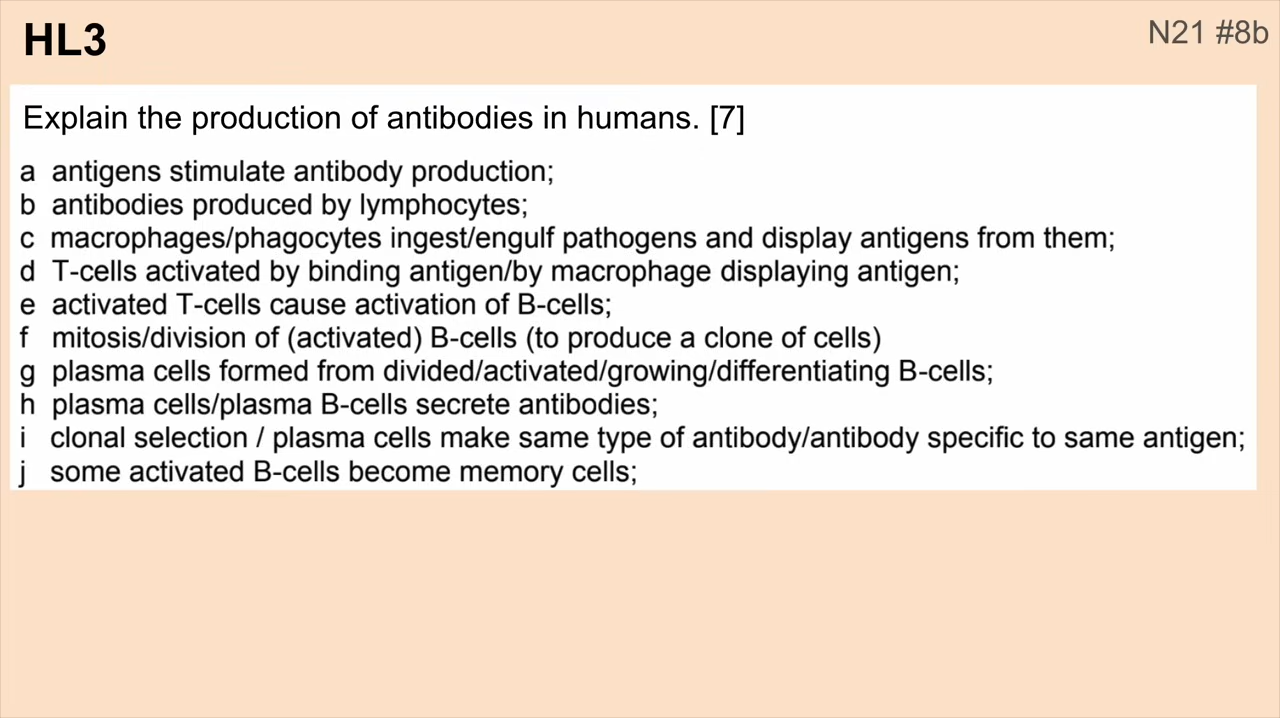 HL3
N21 #8b
Explain the production of antibodies in humans. [7]
a antigens stimulate antibody production;
b antibodies produced by lymphocytes;
c macrophages/phagocytes ingest/engulf pathogens and display antigens from them;
d T-cells activated by binding antigen/by macrophage displaying antigen;
e activated T-cells cause activation of B-cells;
f mitosis/division of (activated) B-cells (to produce a clone of cells)
g plasma cells formed from divided/activated/growing/differentiating B-cells;
h plasma cells/plasma B-cells secrete antibodies;
i clonal selection / plasma cells make same type of antibody/antibody specific to same antigen;
j some activated B-cells become memory cells;